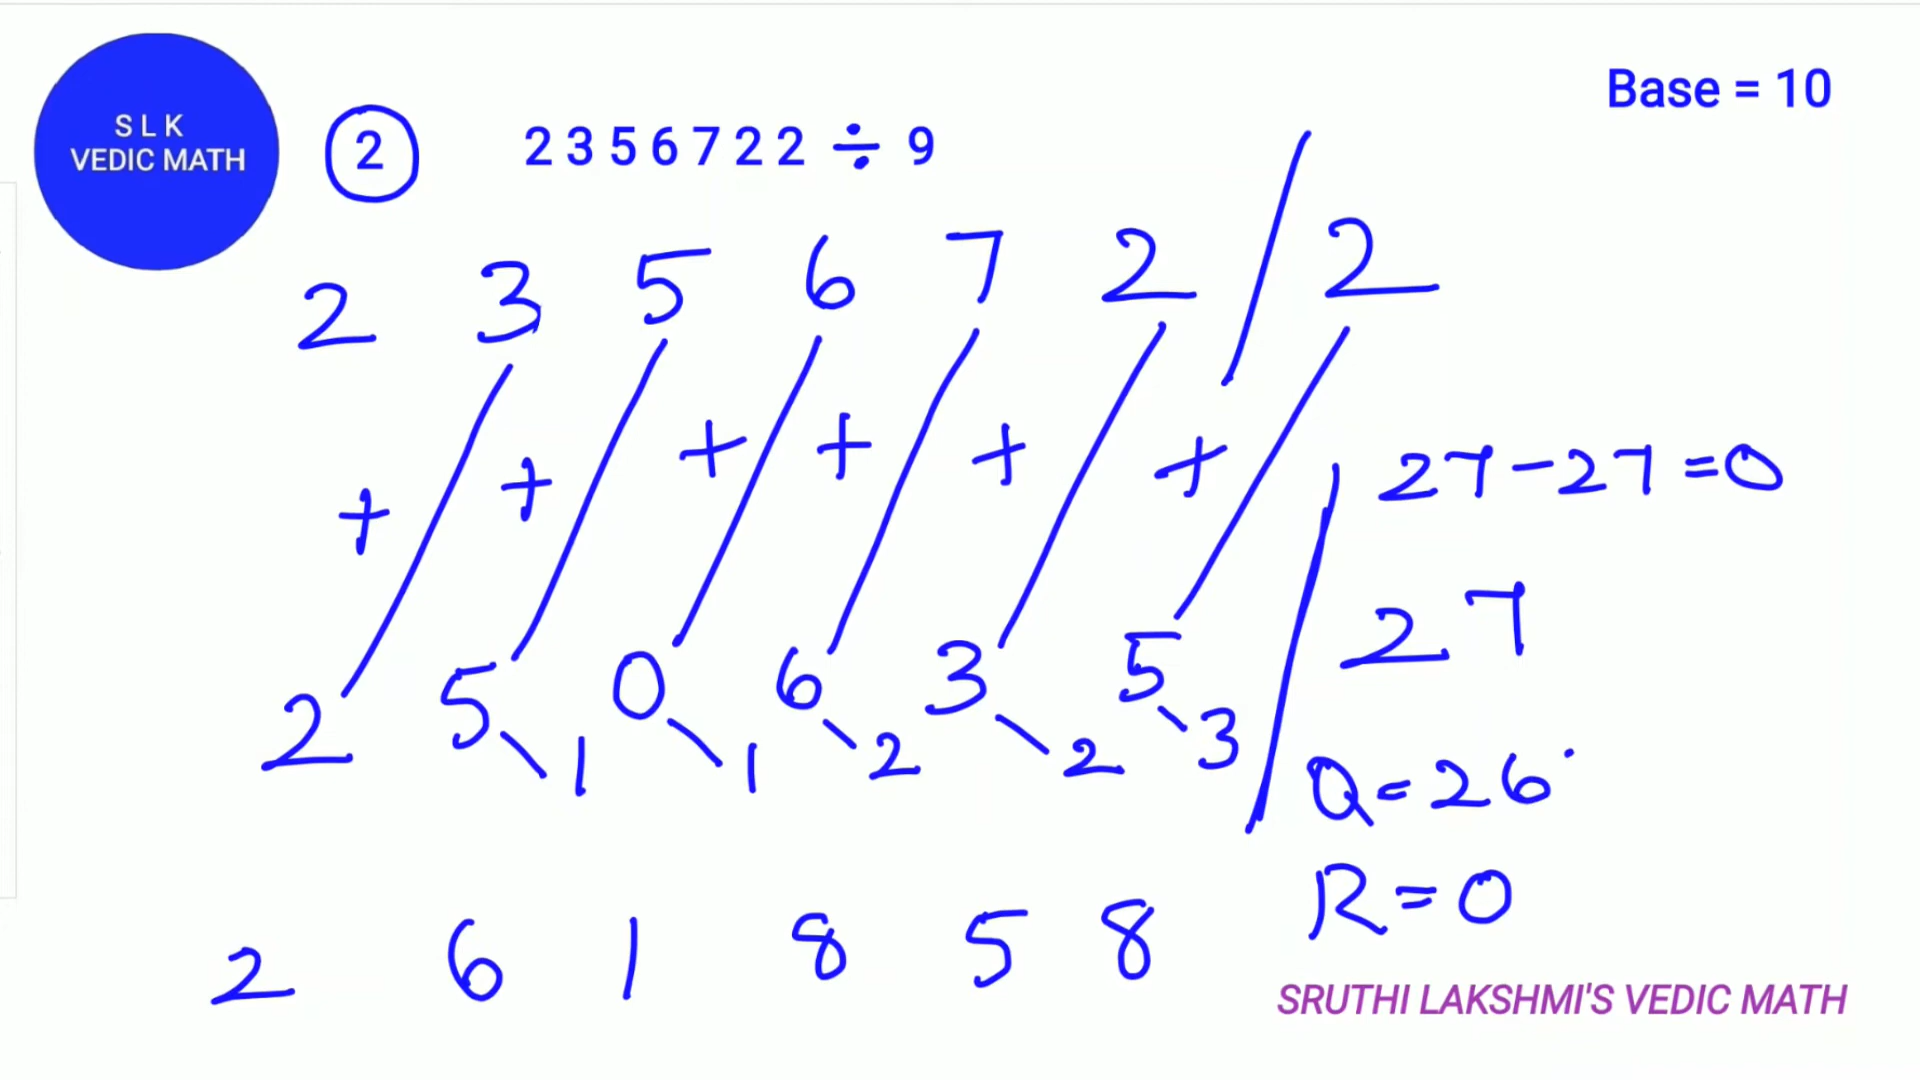 Base = 10
S L K
VEDIC MATH
2 2 3 5 6 7 2 2 ÷ 9
2 3 5 6 7 2 / 2
+ + + + + + 27 - 27 = 0
2 5 0 6 3 5 / 27
1 1 2 2 3
Q = 26
R = 0
2 6 1 8 5 8
SRUTHI LAKSHMI'S VEDIC MATH